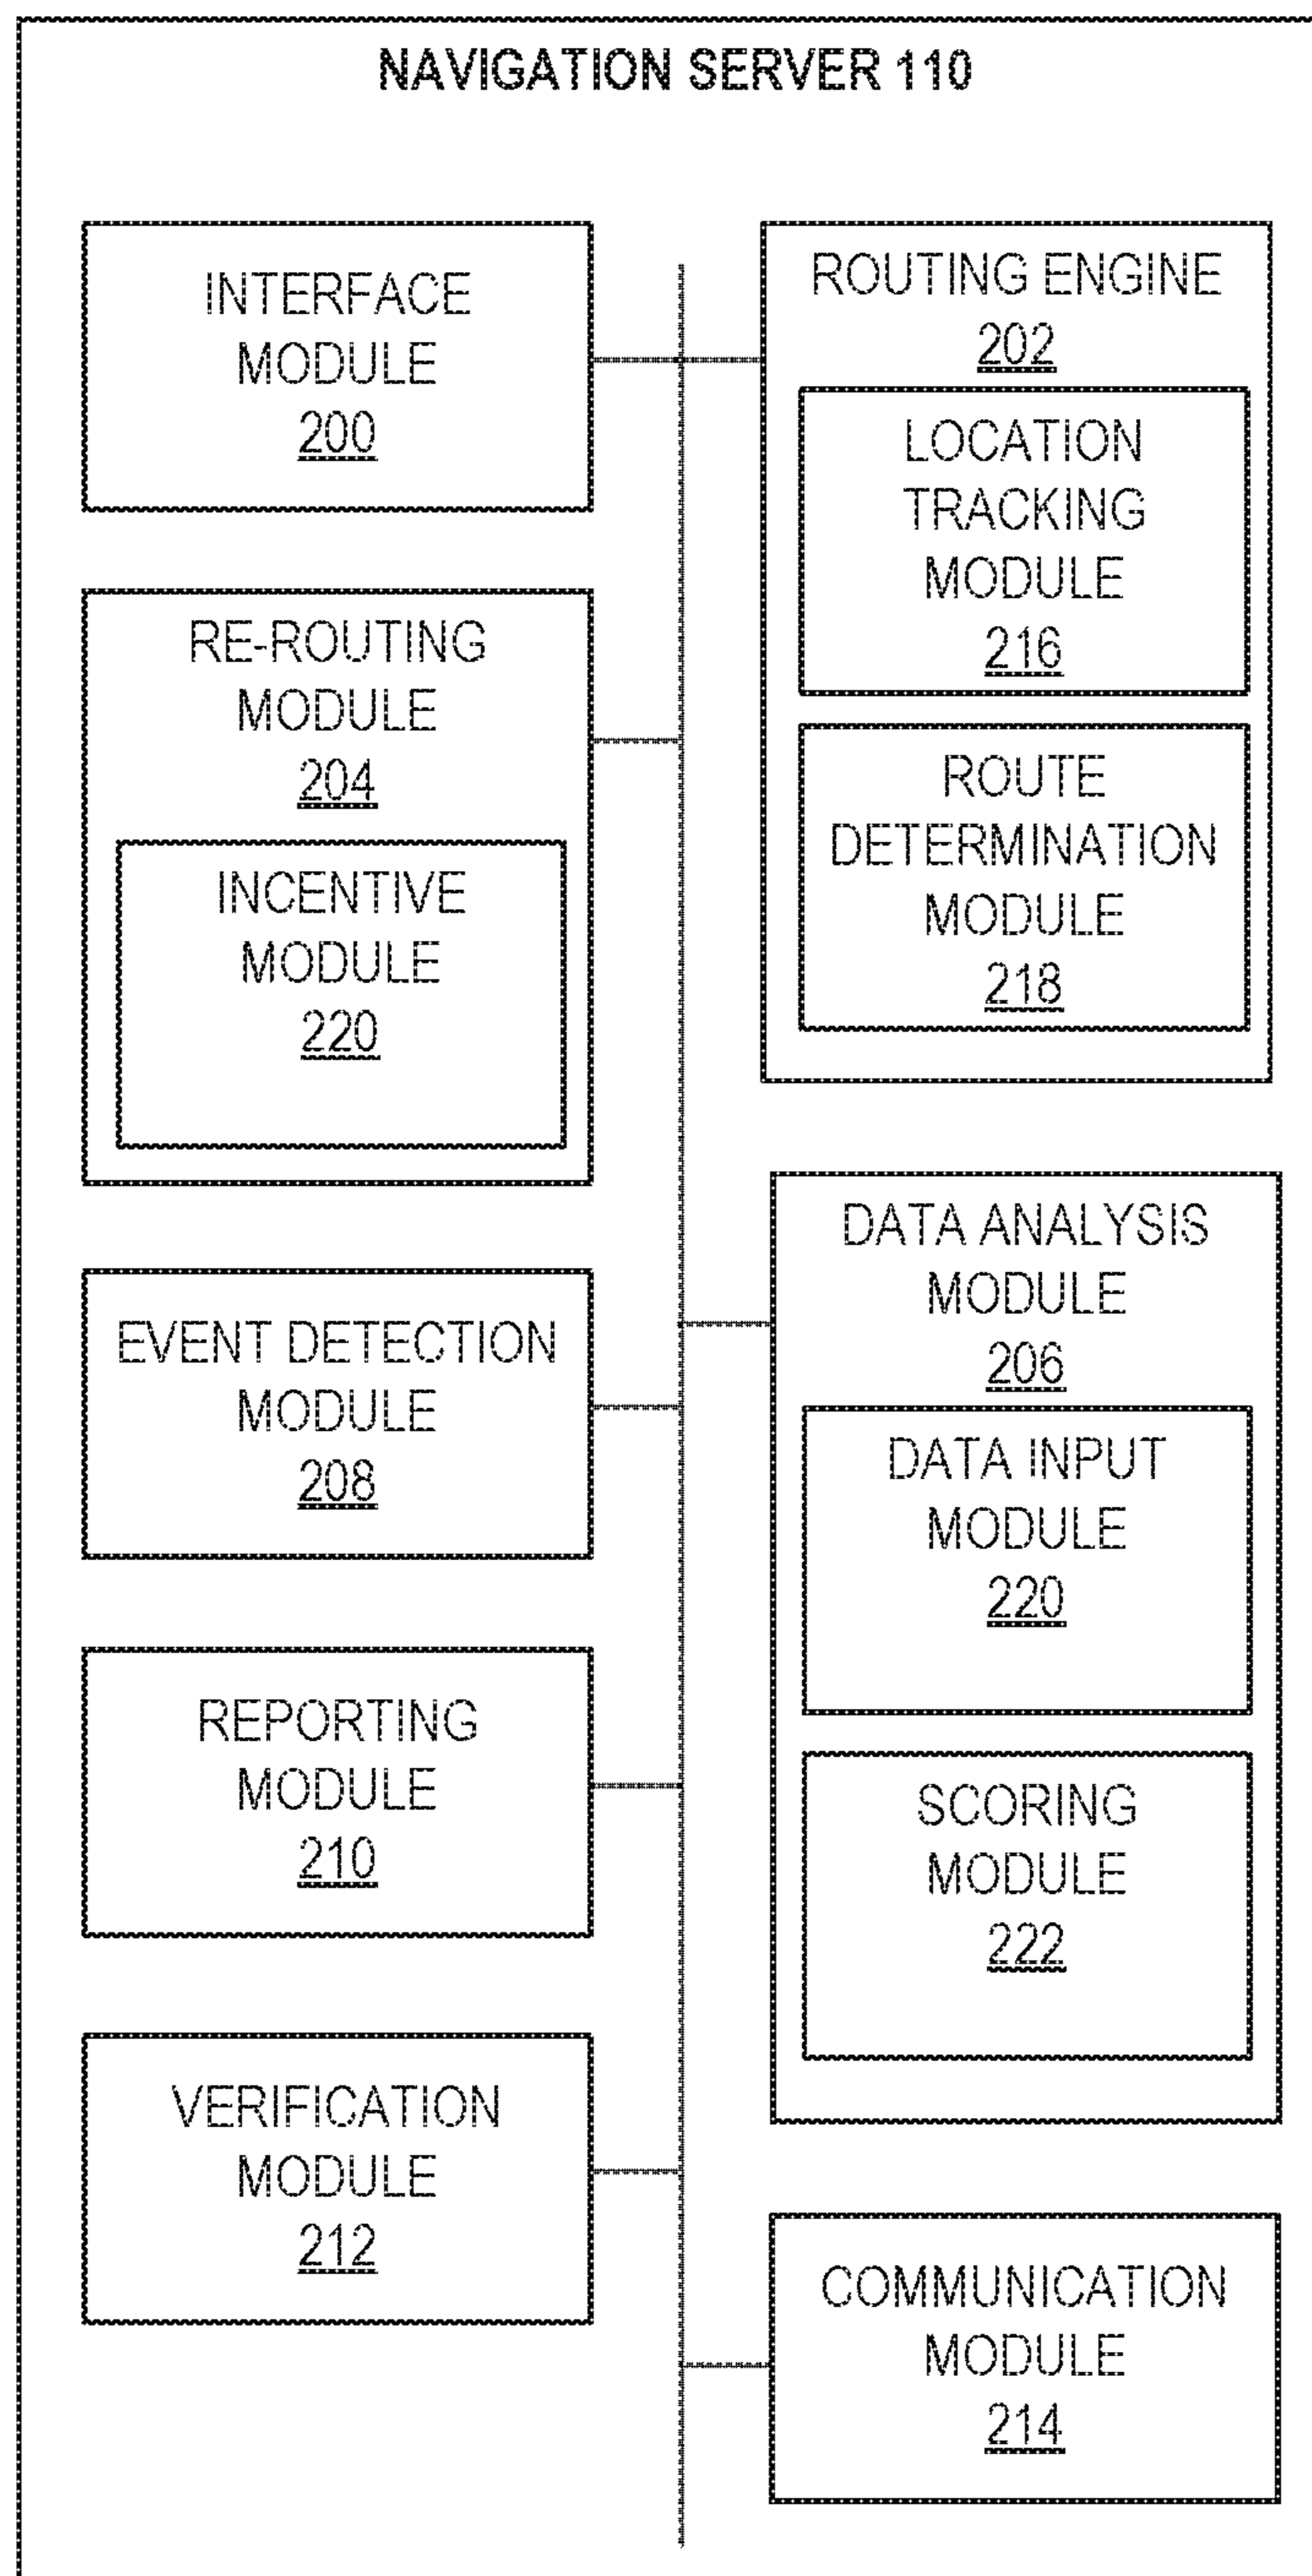 NAVIGATION SERVER 110
INTERFACE
MODULE
200
RE-ROUTING
MODULE
204
INCENTIVE
MODULE
220
EVENT DETECTION
MODULE
208
REPORTING
MODULE
210
VERIFICATION
MODULE
212
ROUTING ENGINE
202
LOCATION
TRACKING
MODULE
216
ROUTE
DETERMINATION
MODULE
218
DATA ANALYSIS
MODULE
206
DATA INPUT
MODULE
220
SCORING
MODULE
222
COMMUNICATION
MODULE
214